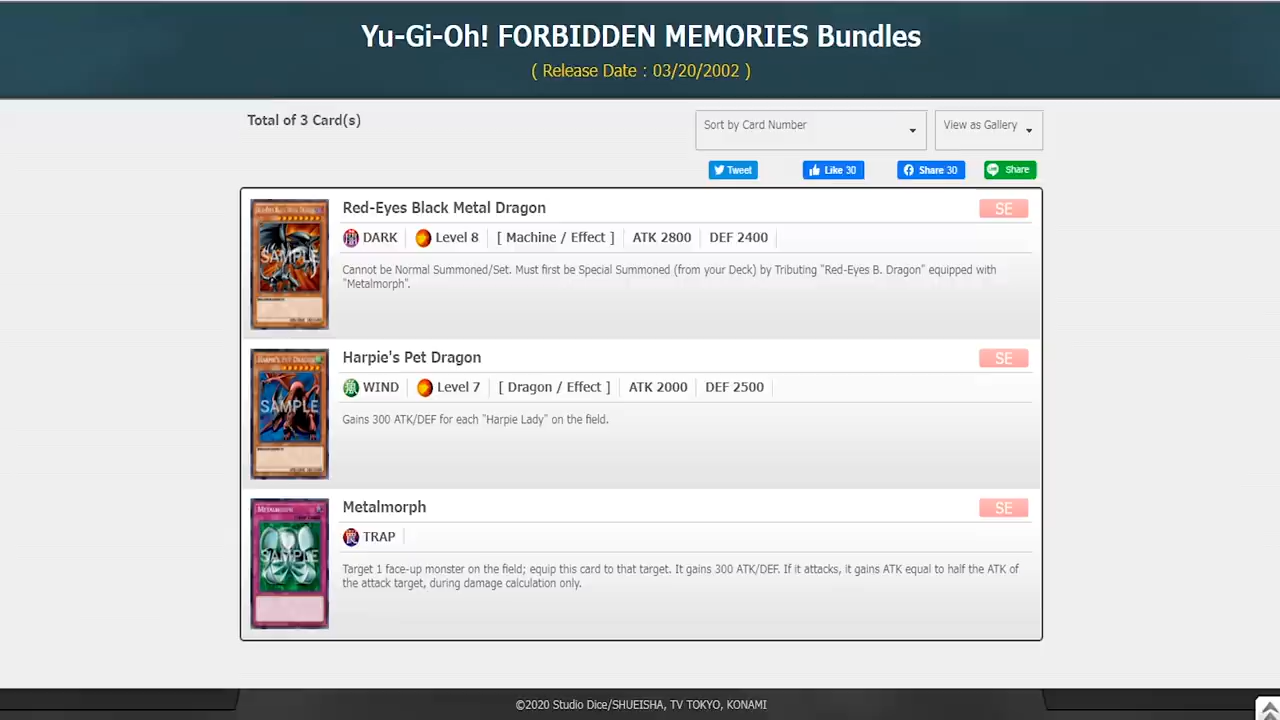 Yu-Gi-Oh! FORBIDDEN MEMORIES Bundles
( Release Date : 03/20/2002 )
Total of 3 Card(s)
Sort by Card Number
View as Gallery
Tweet
Like 30
Share 30
Share
Red-Eyes Black Metal Dragon
SE
DARK
Level 8
[ Machine / Effect ]
ATK 2800
DEF 2400
Cannot be Normal Summoned/Set. Must first be Special Summoned (from your Deck) by Tributing "Red-Eyes B. Dragon" equipped with
"Metalmorph".
SAMPLE
Harpie's Pet Dragon
SE
WIND
Level 7
[ Dragon / Effect ]
ATK 2000
DEF 2500
Gains 300 ATK/DEF for each "Harpie Lady" on the field.
HARPIE'S PET DRAGON
SAMPLE
Metalmorph
SE
TRAP
Target 1 face-up monster on the field; equip this card to that target. It gains 300 ATK/DEF. If it attacks, it gains ATK equal to half the ATK of
the attack target, during damage calculation only.
METALMORPH
SAMPLE
©2020 Studio Dice/SHUEISHA, TV TOKYO, KONAMI